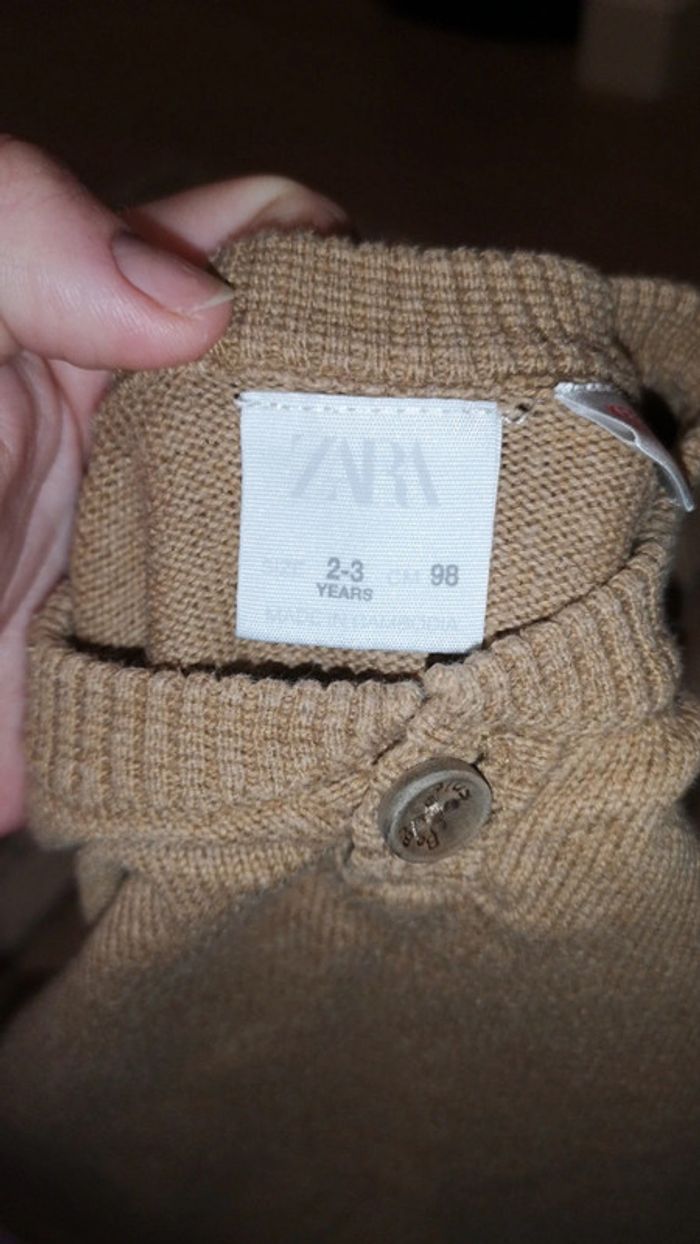 ZARA
SIZE 2-3 CM 98
YEARS
MADE IN CAMBODIA